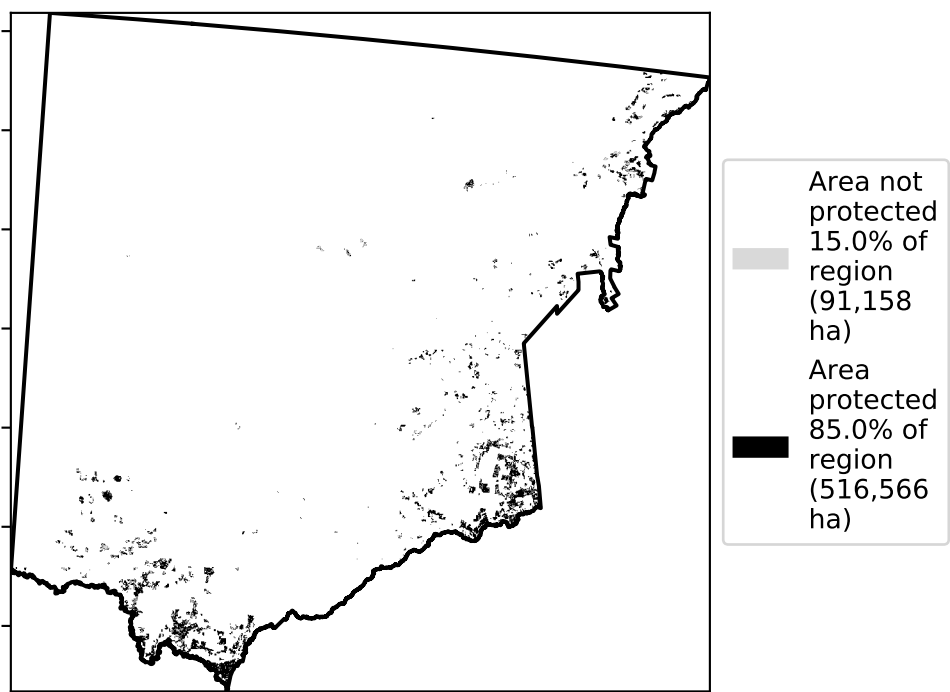 Area not
protected
15.0% of
region
(91,158
ha)
Area
protected
85.0% of
region
(516,566
ha)